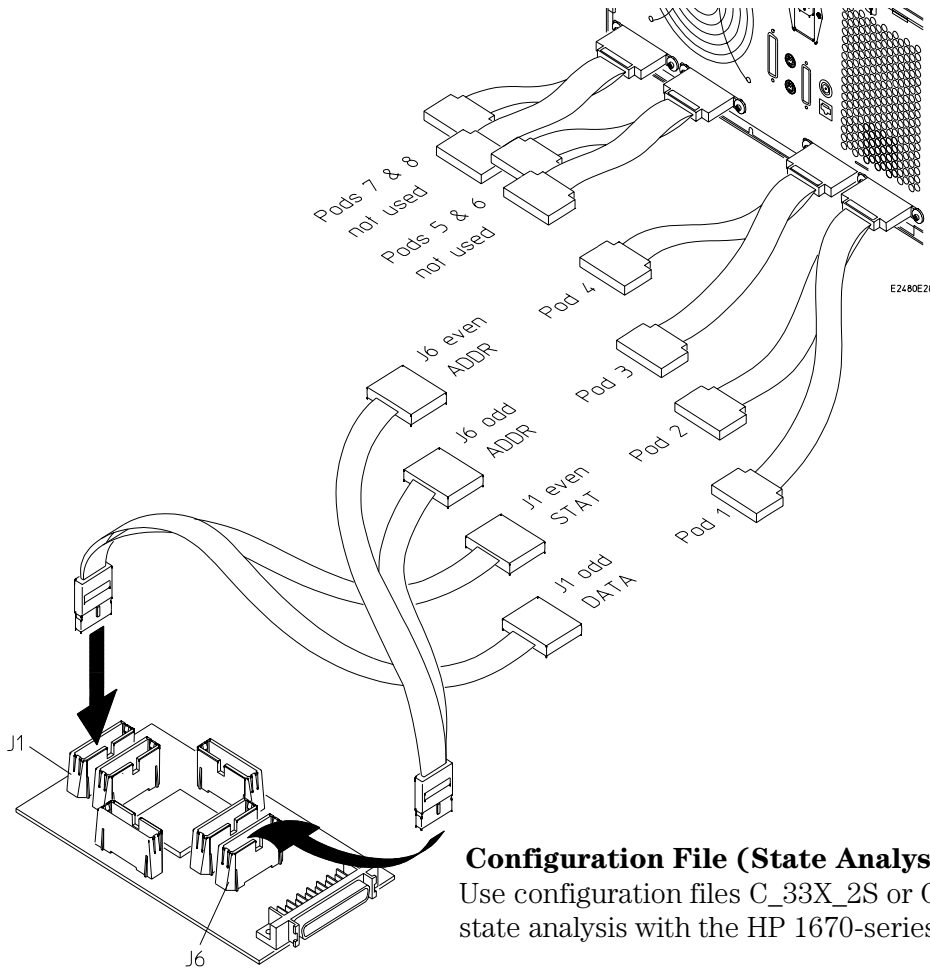 Pods 7 & 8
not used
Pods 5 & 6
not used
Pod 4
E2480E2
J6 even
ADDR
Pod 3
J6 odd
ADDR
Pod 2
J1 even
STAT
Pod 1
J1 odd
DATA
J1
J6
Configuration File (State Analys
Use configuration files C_33X_2S or
state analysis with the HP 1670-series